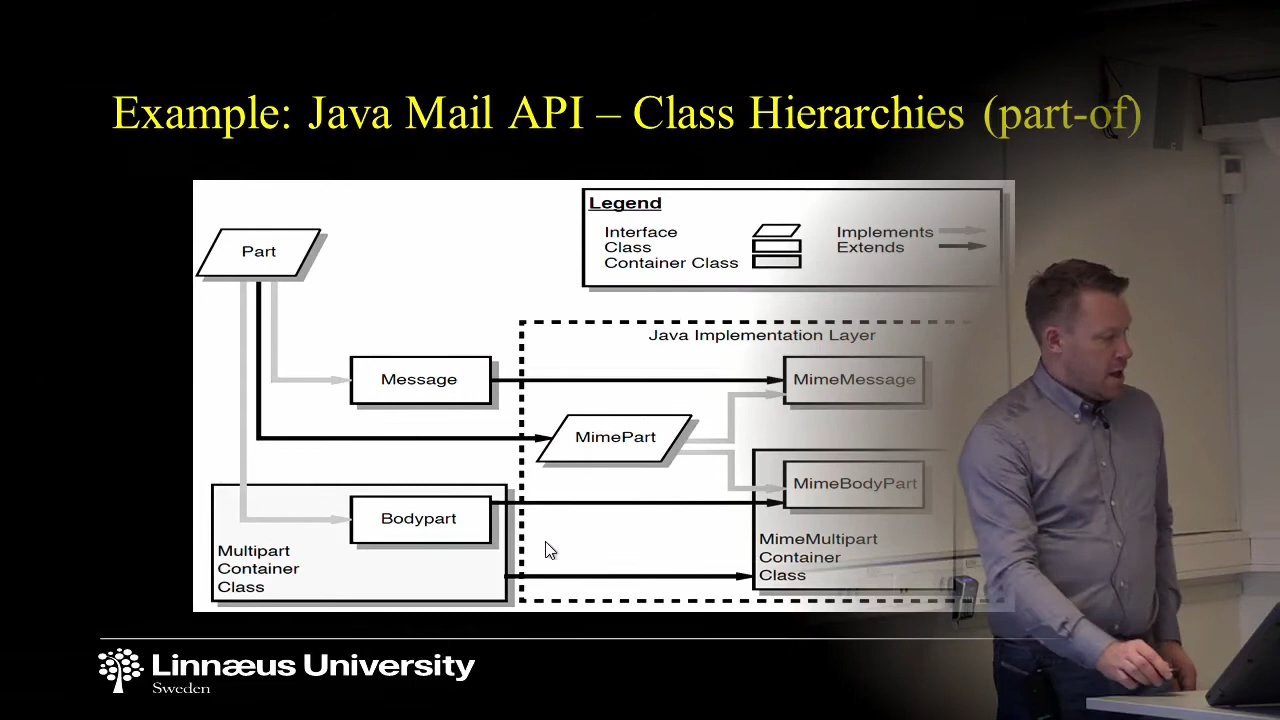 Example: Java Mail API – Class Hierarchies (part-of)
Legend
Interface
Class
Container Class
Implements
Extends
Part
Java Implementation Layer
Message
MimeMessage
MimePart
MimeBodyPart
Bodypart
Multipart
Container
Class
MimeMultipart
Container
Class
Linnæus University
Sweden